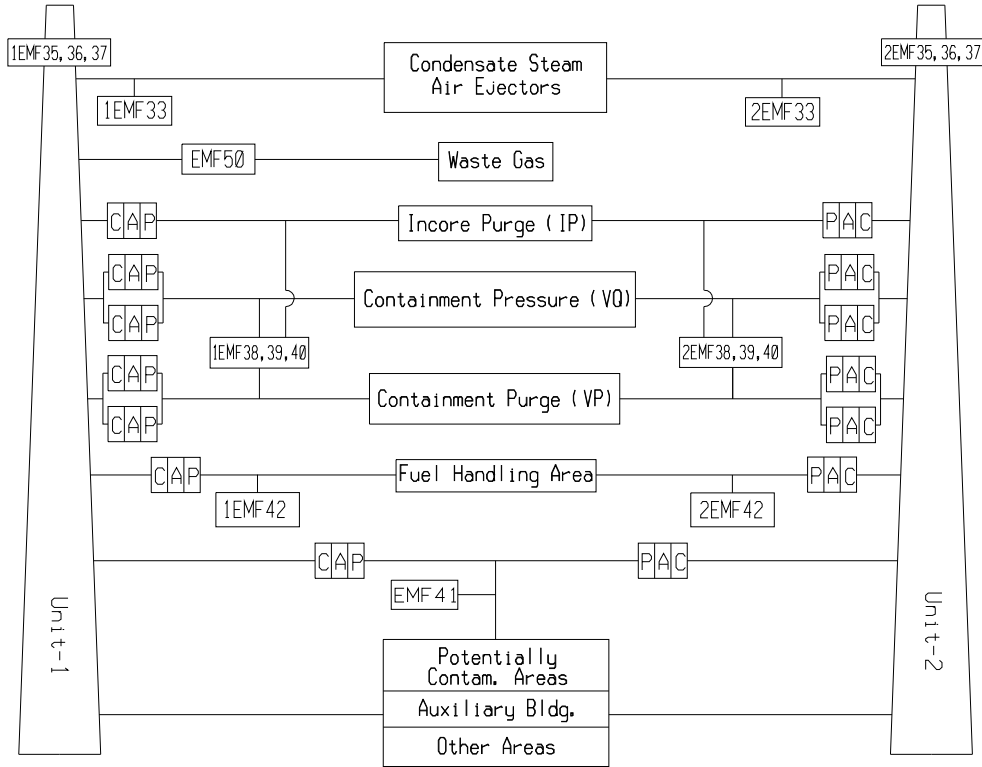 1EMF35,36,37
2EMF35,36,37
Condensate Steam
Air Ejectors
1EMF33
2EMF33
EMF50
Waste Gas
CAP
Incore Purge (IP)
PAC
CAP
PAC
Containment Pressure (VQ)
CAP
PAC
1EMF38,39,40
2EMF38,39,40
CAP
PAC
Containment Purge (VP)
CAP
PAC
CAP
Fuel Handling Area
PAC
1EMF42
2EMF42
CAP
PAC
EMF41
Unit-1
Unit-2
Potentially
Contam. Areas
Auxiliary Bldg.
Other Areas